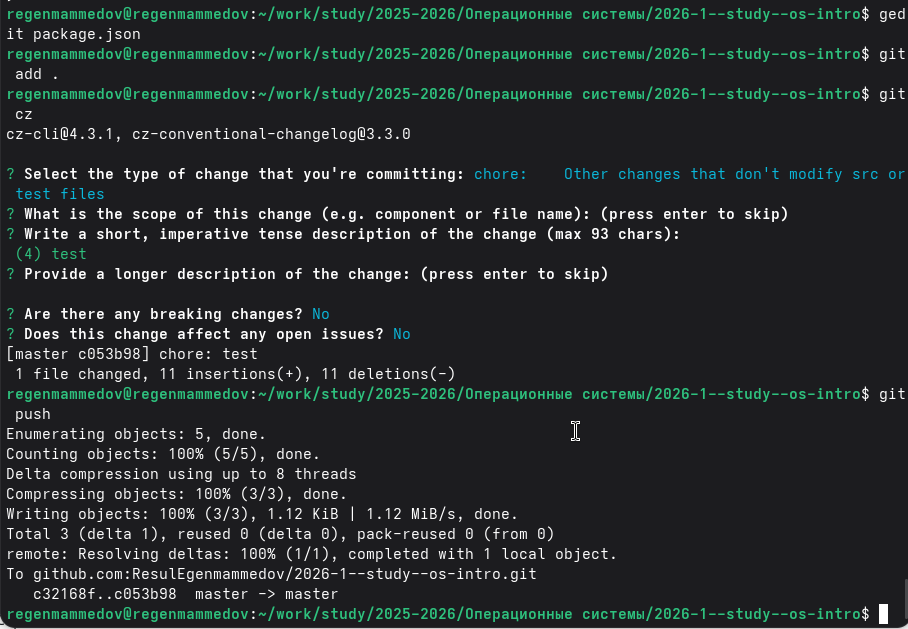 regenmammedov@regenmammedov:~/work/study/2025-2026/Операционные системы/2026-1--study--os-intro$ ged
it package.json
regenmammedov@regenmammedov:~/work/study/2025-2026/Операционные системы/2026-1--study--os-intro$ git
 add .
regenmammedov@regenmammedov:~/work/study/2025-2026/Операционные системы/2026-1--study--os-intro$ git
 cz
cz-cli@4.3.1, cz-conventional-changelog@3.3.0

? Select the type of change that you're committing: chore:    Other changes that don't modify src or
 test files
? What is the scope of this change (e.g. component or file name): (press enter to skip)
? Write a short, imperative tense description of the change (max 93 chars):
 (4) test
? Provide a longer description of the change: (press enter to skip)

? Are there any breaking changes? No
? Does this change affect any open issues? No
[master c053b98] chore: test
 1 file changed, 11 insertions(+), 11 deletions(-)
regenmammedov@regenmammedov:~/work/study/2025-2026/Операционные системы/2026-1--study--os-intro$ git
 push
Enumerating objects: 5, done.
Counting objects: 100% (5/5), done.
Delta compression using up to 8 threads
Compressing objects: 100% (3/3), done.
Writing objects: 100% (3/3), 1.12 KiB | 1.12 MiB/s, done.
Total 3 (delta 1), reused 0 (delta 0), pack-reused 0 (from 0)
remote: Resolving deltas: 100% (1/1), completed with 1 local object.
To github.com:ResulEgenmammedov/2026-1--study--os-intro.git
   c32168f..c053b98  master -> master
regenmammedov@regenmammedov:~/work/study/2025-2026/Операционные системы/2026-1--study--os-intro$